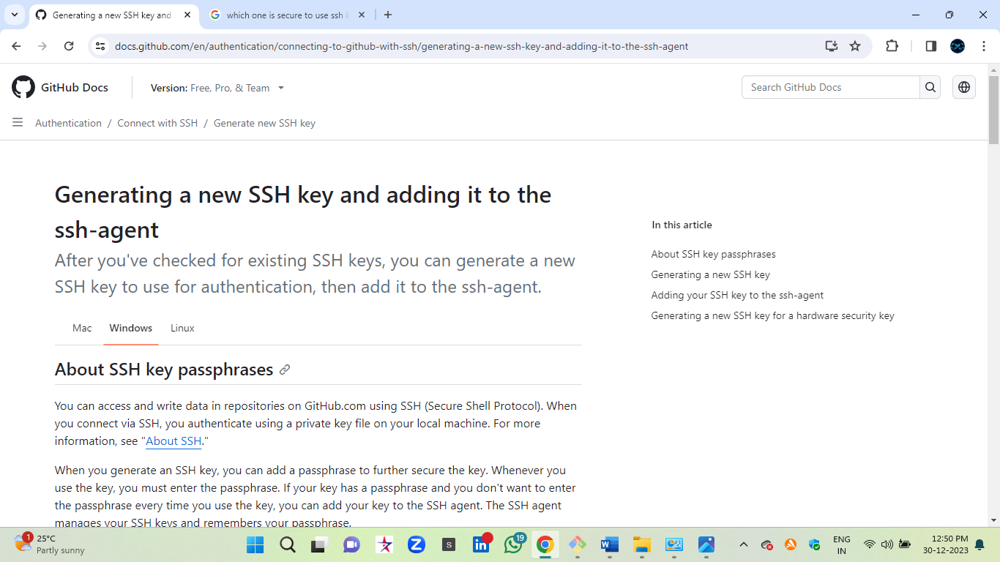 Generating a new SSH key and
which one is secure to use ssh k
docs.github.com/en/authentication/connecting-to-github-with-ssh/generating-a-new-ssh-key-and-adding-it-to-the-ssh-agent
GitHub Docs
Version: Free, Pro, & Team
Search GitHub Docs
Authentication / Connect with SSH / Generate new SSH key
Generating a new SSH key and adding it to the
ssh-agent
After you've checked for existing SSH keys, you can generate a new
SSH key to use for authentication, then add it to the ssh-agent.
Mac Windows Linux
About SSH key passphrases
You can access and write data in repositories on GitHub.com using SSH (Secure Shell Protocol). When
you connect via SSH, you authenticate using a private key file on your local machine. For more
information, see "About SSH."
When you generate an SSH key, you can add a passphrase to further secure the key. Whenever you
use the key, you must enter the passphrase. If your key has a passphrase and you don't want to enter
the passphrase every time you use the key, you can add your key to the SSH agent. The SSH agent
manages your SSH keys and remembers your passphrase.
In this article
About SSH key passphrases
Generating a new SSH key
Adding your SSH key to the ssh-agent
Generating a new SSH key for a hardware security key
1
25°C
Partly sunny
S
in
19
W
ENG
IN
12:50 PM
30-12-2023